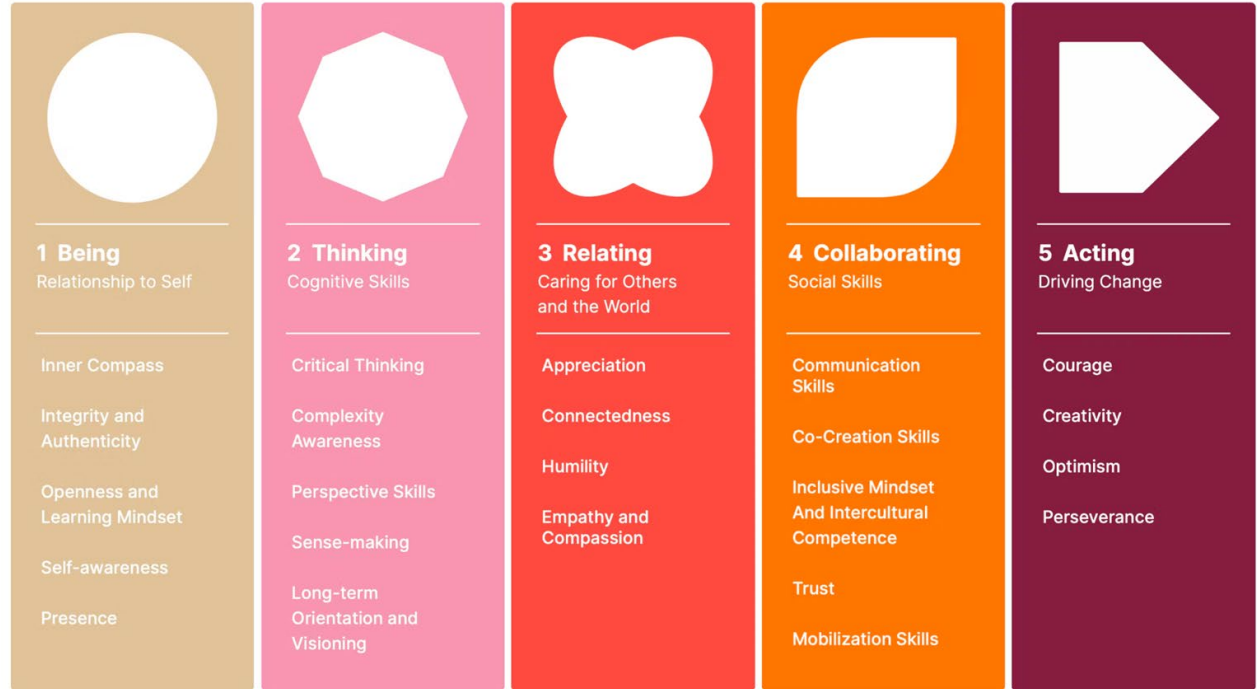 1 Being
Relationship to Self
Inner Compass
Integrity and
Authenticity
Openness and
Learning Mindset
Self-awareness
Presence
2 Thinking
Cognitive Skills
Critical Thinking
Complexity
Awareness
Perspective Skills
Sense-making
Long-term
Orientation and
Visioning
3 Relating
Caring for Others
and the World
Appreciation
Connectedness
Humility
Empathy and
Compassion
4 Collaborating
Social Skills
Communication
Skills
Co-Creation Skills
Inclusive Mindset
And Intercultural
Competence
Trust
Mobilization Skills
5 Acting
Driving Change
Courage
Creativity
Optimism
Perseverance